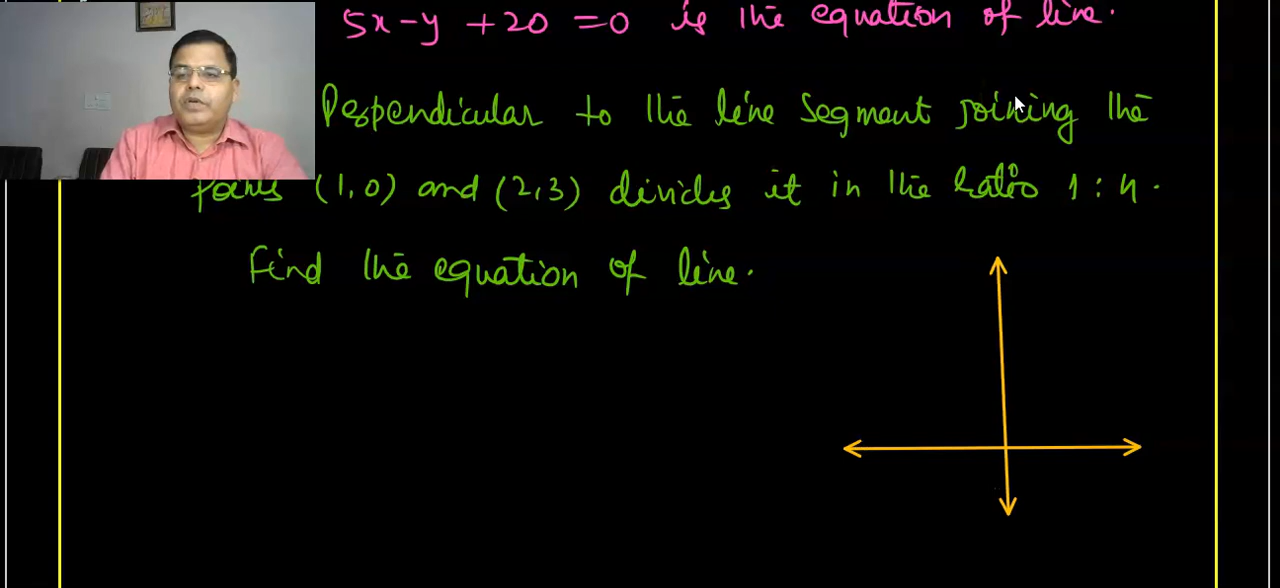 5x-y +20 =0 is the equation of line.
Perpendicular to the line segment joining the
points (1,0) and (2,3) divides it in the ratio 1:n.
Find the equation of line.